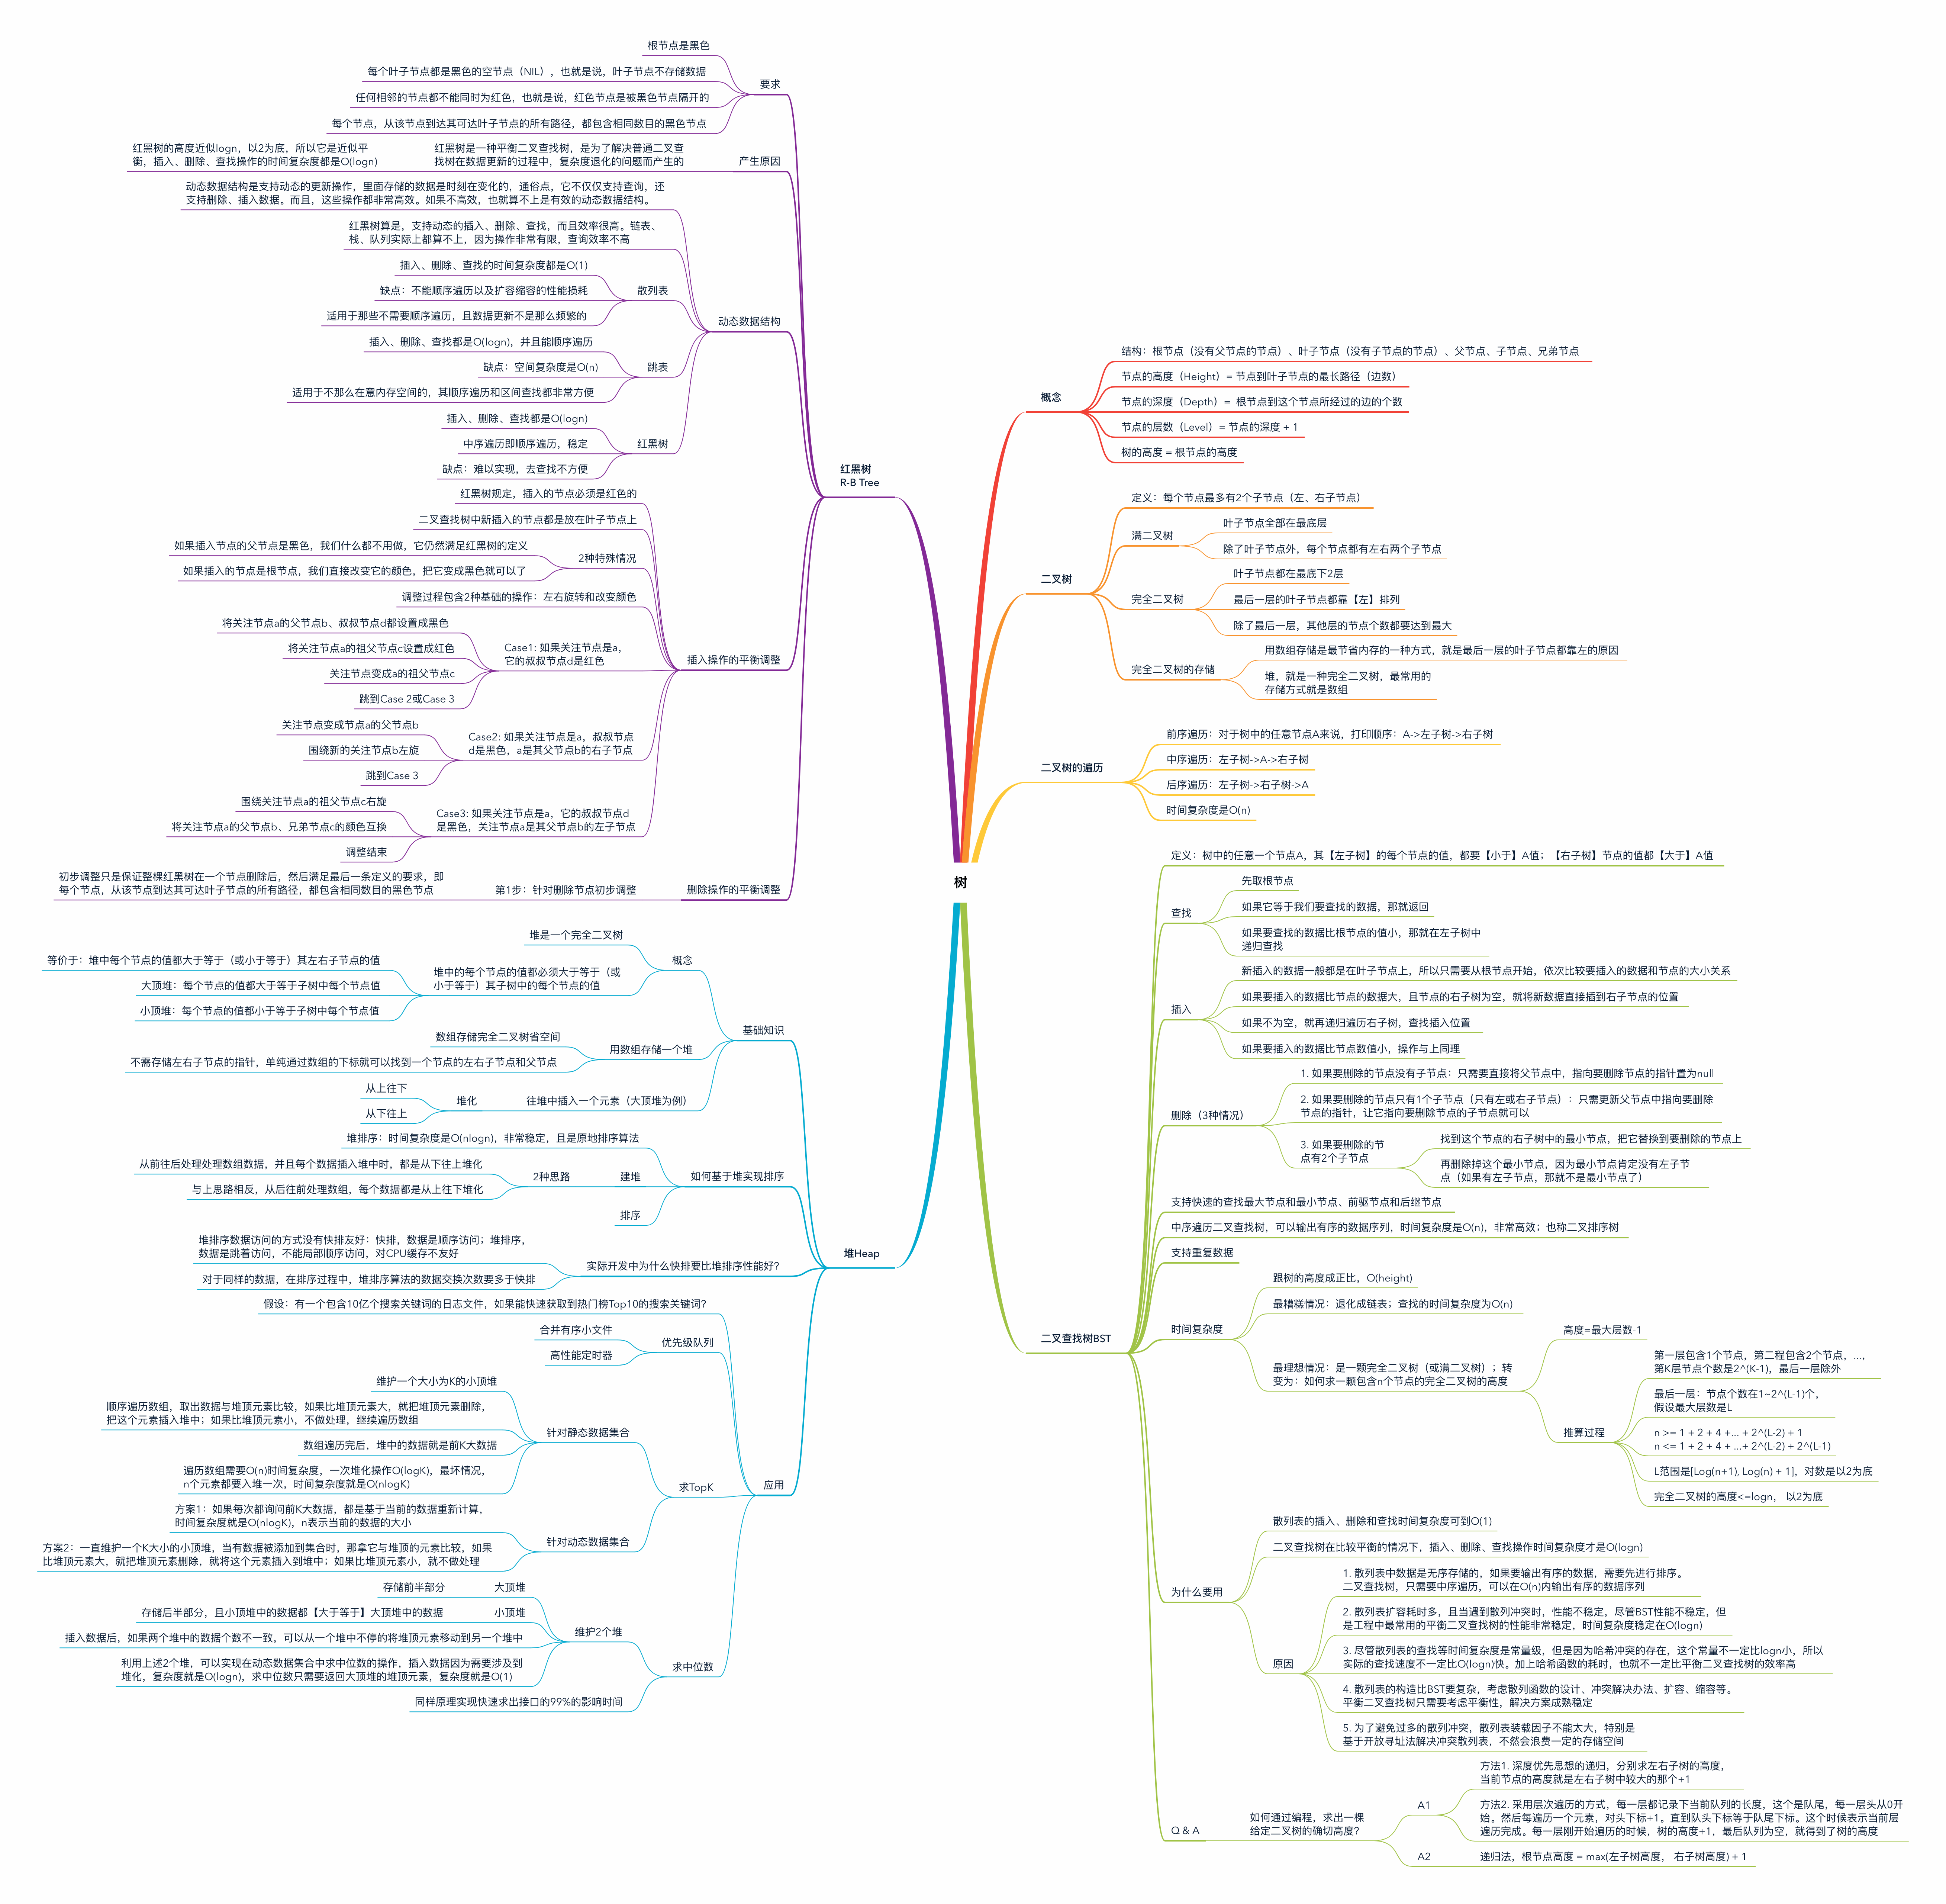 树
概念
结构：根节点（没有父节点的节点）、叶子节点（没有子节点的节点）、父节点、子节点、兄弟节点
节点的高度（Height）= 节点到叶子节点的最长路径（边数）
节点的深度（Depth）= 根节点到这个节点所经过的边的个数
节点的层数（Level）= 节点的深度 + 1
树的高度 = 根节点的高度
二叉树
定义：每个节点最多有2个子节点（左、右子节点）
满二叉树
叶子节点全部在最底层
除了叶子节点外，每个节点都有左右两个子节点
完全二叉树
叶子节点都在最底下2层
最后一层的叶子节点都靠【左】排列
除了最后一层，其他层的节点个数都要达到最大
完全二叉树的存储
用数组存储是最节省内存的一种方式，就是最后一层的叶子节点都靠左的原因
堆，就是一种完全二叉树，最常用的
存储方式就是数组
二叉树的遍历
前序遍历：对于树中的任意节点A来说，打印顺序：A->左子树->右子树
中序遍历：左子树->A->右子树
后序遍历：左子树->右子树->A
时间复杂度是O(n)
二叉查找树BST
定义：树中的任意一个节点A，其【左子树】的每个节点的值，都要【小于】A值；【右子树】节点的值都【大于】A值
查找
先取根节点
如果它等于我们要查找的数据，那就返回
如果要查找的数据比根节点的值小，那就在左子树中
递归查找
插入
新插入的数据一般都是在叶子节点上，所以只需要从根节点开始，依次比较要插入的数据和节点的大小关系
如果要插入的数据比节点的数据大，且节点的右子树为空，就将新数据直接插到右子节点的位置
如果不为空，就再递归遍历右子树，查找插入位置
如果要插入的数据比节点数值小，操作与上同理
删除（3种情况）
1. 如果要删除的节点没有子节点：只需要直接将父节点中，指向要删除节点的指针置为null
2. 如果要删除的节点只有1个子节点（只有左或右子节点）：只需更新父节点中指向要删除
节点的指针，让它指向要删除节点的子节点就可以
3. 如果要删除的节
点有2个子节点
找到这个节点的右子树中的最小节点，把它替换到要删除的节点上
再删除掉这个最小节点，因为最小节点肯定没有左子节
点（如果有左子节点，那就不是最小节点了）
支持快速的查找最大节点和最小节点、前驱节点和后继节点
中序遍历二叉查找树，可以输出有序的数据序列，时间复杂度是O(n)，非常高效；也称二叉排序树
支持重复数据
时间复杂度
跟树的高度成正比，O(height)
最糟糕情况：退化成链表；查找的时间复杂度为O(n)
最理想情况：是一颗完全二叉树（或满二叉树）；转
变为：如何求一颗包含n个节点的完全二叉树的高度
高度=最大层数-1
推算过程
第一层包含1个节点，第二程包含2个节点，...，
第K层节点个数是2^(K-1)，最后一层除外
最后一层：节点个数在1~2^(L-1)个，
假设最大层数是L
n >= 1 + 2 + 4 +... + 2^(L-2) + 1
n <= 1 + 2 + 4 + ...+ 2^(L-2) + 2^(L-1)
L范围是[Log(n+1), Log(n) + 1]，对数是以2为底
完全二叉树的高度<=logn， 以2为底
为什么要用
散列表的插入、删除和查找时间复杂度可到O(1)
二叉查找树在比较平衡的情况下，插入、删除、查找操作时间复杂度才是O(logn)
原因
1. 散列表中数据是无序存储的，如果要输出有序的数据，需要先进行排序。
二叉查找树，只需要中序遍历，可以在O(n)内输出有序的数据序列
2. 散列表扩容耗时多，且当遇到散列冲突时，性能不稳定，尽管BST性能不稳定，但
是工程中最常用的平衡二叉查找树的性能非常稳定，时间复杂度稳定在O(logn)
3. 尽管散列表的查找等时间复杂度是常量级，但是因为哈希冲突的存在，这个常量不一定比logn小，所以
实际的查找速度不一定比O(logn)快。加上哈希函数的耗时，也就不一定比平衡二叉查找树的效率高
4. 散列表的构造比BST要复杂，考虑散列函数的设计、冲突解决办法、扩容、缩容等。
平衡二叉查找树只需要考虑平衡性，解决方案成熟稳定
5. 为了避免过多的散列冲突，散列表装载因子不能太大，特别是
基于开放寻址法解决冲突散列表，不然会浪费一定的存储空间
Q & A
如何通过编程，求出一棵
给定二叉树的确切高度？
A1
方法1. 深度优先思想的递归，分别求左右子树的高度，
当前节点的高度就是左右子树中较大的那个+1
方法2. 采用层次遍历的方式，每一层都记录下当前队列的长度，这个是队尾，每一层头从0开
始。然后每遍历一个元素，对头下标+1。直到队头下标等于队尾下标。这个时候表示当前层
遍历完成。每一层刚开始遍历的时候，树的高度+1，最后队列为空，就得到了树的高度
A2
递归法，根节点高度 = max(左子树高度， 右子树高度) + 1
红黑树
R-B Tree
要求
根节点是黑色
每个叶子节点都是黑色的空节点（NIL），也就是说，叶子节点不存储数据
任何相邻的节点都不能同时为红色，也就是说，红色节点是被黑色节点隔开的
每个节点，从该节点到达其可达叶子节点的所有路径，都包含相同数目的黑色节点
产生原因
红黑树是一种平衡二叉查找树，是为了解决普通二叉查
找树在数据更新的过程中，复杂度退化的问题而产生的
红黑树的高度近似logn，以2为底，所以它是近似平
衡，插入、删除、查找操作的时间复杂度都是O(logn)
动态数据结构
动态数据结构是支持动态的更新操作，里面存储的数据是时刻在变化的，通俗点，它不仅仅支持查询，还
支持删除、插入数据。而且，这些操作都非常高效。如果不高效，也就算不上是有效的动态数据结构。
红黑树算是，支持动态的插入、删除、查找，而且效率很高。链表、
栈、队列实际上都算不上，因为操作非常有限，查询效率不高
散列表
插入、删除、查找的时间复杂度都是O(1)
缺点：不能顺序遍历以及扩容缩容的性能损耗
适用于那些不需要顺序遍历，且数据更新不是那么频繁的
跳表
插入、删除、查找都是O(logn)，并且能顺序遍历
缺点：空间复杂度是O(n)
适用于不那么在意内存空间的，其顺序遍历和区间查找都非常方便
红黑树
插入、删除、查找都是O(logn)
中序遍历即顺序遍历，稳定
缺点：难以实现，去查找不方便
插入操作的平衡调整
红黑树规定，插入的节点必须是红色的
二叉查找树中新插入的节点都是放在叶子节点上
2种特殊情况
如果插入节点的父节点是黑色，我们什么都不用做，它仍然满足红黑树的定义
如果插入的节点是根节点，我们直接改变它的颜色，把它变成黑色就可以了
调整过程包含2种基础的操作：左右旋转和改变颜色
Case1: 如果关注节点是a，
它的叔叔节点d是红色
将关注节点a的父节点b、叔叔节点d都设置成黑色
将关注节点a的祖父节点c设置成红色
关注节点变成a的祖父节点c
跳到Case 2或Case 3
Case2: 如果关注节点是a，叔叔节点
d是黑色，a是其父节点b的右子节点
关注节点变成节点a的父节点b
围绕新的关注节点b左旋
跳到Case 3
Case3: 如果关注节点是a，它的叔叔节点d
是黑色，关注节点a是其父节点b的左子节点
围绕关注节点a的祖父节点c右旋
将关注节点a的父节点b、兄弟节点c的颜色互换
调整结束
删除操作的平衡调整
第1步：针对删除节点初步调整
初步调整只是保证整棵红黑树在一个节点删除后，然后满足最后一条定义的要求，即
每个节点，从该节点到达其可达叶子节点的所有路径，都包含相同数目的黑色节点
堆Heap
基础知识
概念
堆是一个完全二叉树
堆中的每个节点的值都必须大于等于（或
小于等于）其子树中的每个节点的值
等价于：堆中每个节点的值都大于等于（或小于等于）其左右子节点的值
大顶堆：每个节点的值都大于等于子树中每个节点值
小顶堆：每个节点的值都小于等于子树中每个节点值
用数组存储一个堆
数组存储完全二叉树省空间
不需存储左右子节点的指针，单纯通过数组的下标就可以找到一个节点的左右子节点和父节点
往堆中插入一个元素（大顶堆为例）
堆化
从上往下
从下往上
如何基于堆实现排序
堆排序：时间复杂度是O(nlogn)，非常稳定，且是原地排序算法
建堆
2种思路
从前往后处理处理数组数据，并且每个数据插入堆中时，都是从下往上堆化
与上思路相反，从后往前处理数组，每个数据都是从上往下堆化
排序
实际开发中为什么快排要比堆排序性能好？
堆排序数据访问的方式没有快排友好：快排，数据是顺序访问；堆排序，
数据是跳着访问，不能局部顺序访问，对CPU缓存不友好
对于同样的数据，在排序过程中，堆排序算法的数据交换次数要多于快排
应用
假设：有一个包含10亿个搜索关键词的日志文件，如果能快速获取到热门榜Top10的搜索关键词？
优先级队列
合并有序小文件
高性能定时器
求TopK
针对静态数据集合
维护一个大小为K的小顶堆
顺序遍历数组，取出数据与堆顶元素比较，如果比堆顶元素大，就把堆顶元素删除，
把这个元素插入堆中；如果比堆顶元素小，不做处理，继续遍历数组
数组遍历完后，堆中的数据就是前K大数据
遍历数组需要O(n)时间复杂度，一次堆化操作O(logK)，最坏情况，
n个元素都要入堆一次，时间复杂度就是O(nlogK)
针对动态数据集合
方案1：如果每次都询问前K大数据，都是基于当前的数据重新计算，
时间复杂度就是O(nlogK)，n表示当前的数据的大小
方案2：一直维护一个K大小的小顶堆，当有数据被添加到集合时，那拿它与堆顶的元素比较，如果
比堆顶元素大，就把堆顶元素删除，就将这个元素插入到堆中；如果比堆顶元素小，就不做处理
求中位数
维护2个堆
大顶堆
存储前半部分
小顶堆
存储后半部分，且小顶堆中的数据都【大于等于】大顶堆中的数据
插入数据后，如果两个堆中的数据个数不一致，可以从一个堆中不停的将堆顶元素移动到另一个堆中
利用上述2个堆，可以实现在动态数据集合中求中位数的操作，插入数据因为需要涉及到
堆化，复杂度就是O(logn)，求中位数只需要返回大顶堆的堆顶元素，复杂度就是O(1)
同样原理实现快速求出接口的99%的影响时间